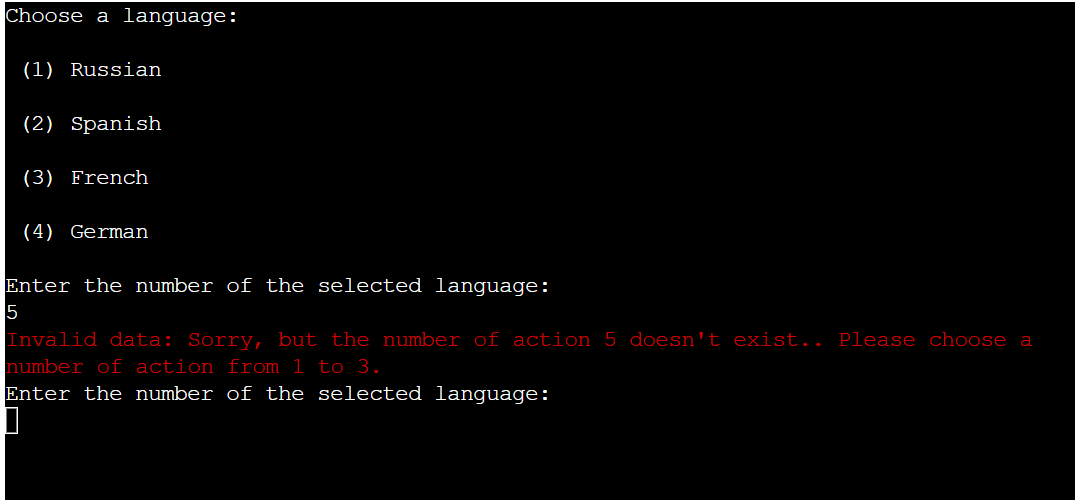 Choose a language:
(1) Russian
(2) Spanish
(3) French
(4) German
Enter the number of the selected language:
5
Invalid data: Sorry, but the number of action 5 doesn't exist.. Please choose a
number of action from 1 to 3.
Enter the number of the selected language: